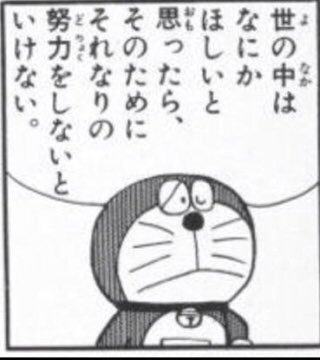 世の中は
なにか
ほしいと
思ったら、
そのために
それなりの
努力をしないと
いけない。